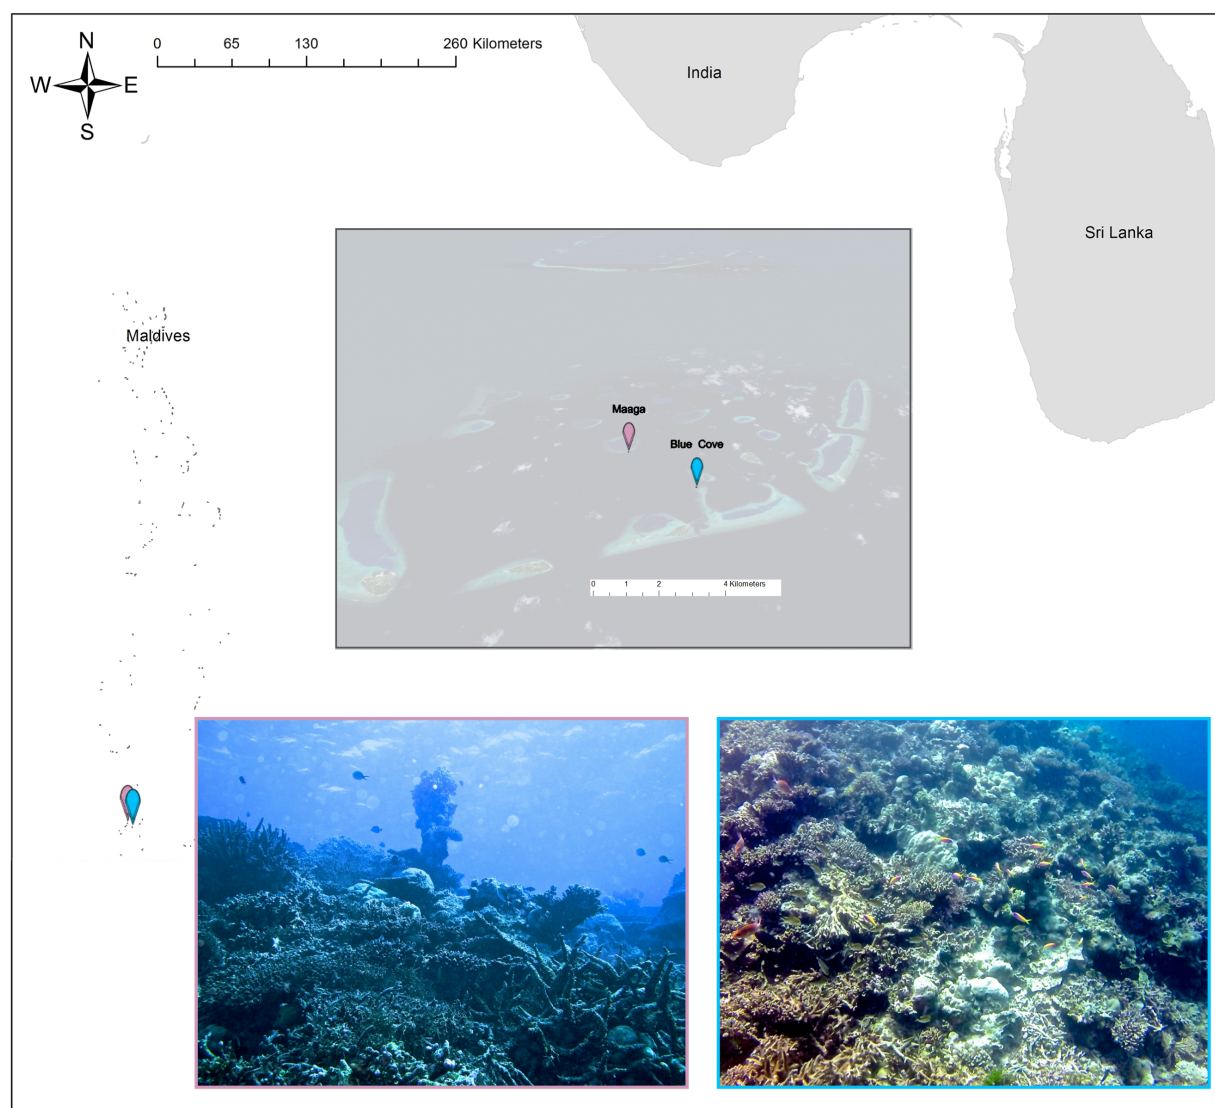 N
W E
S
0 65 130 260 Kilometers
India
Sri Lanka
Maldives
Maaga
Blue Cove
0 1 2 4 Kilometers